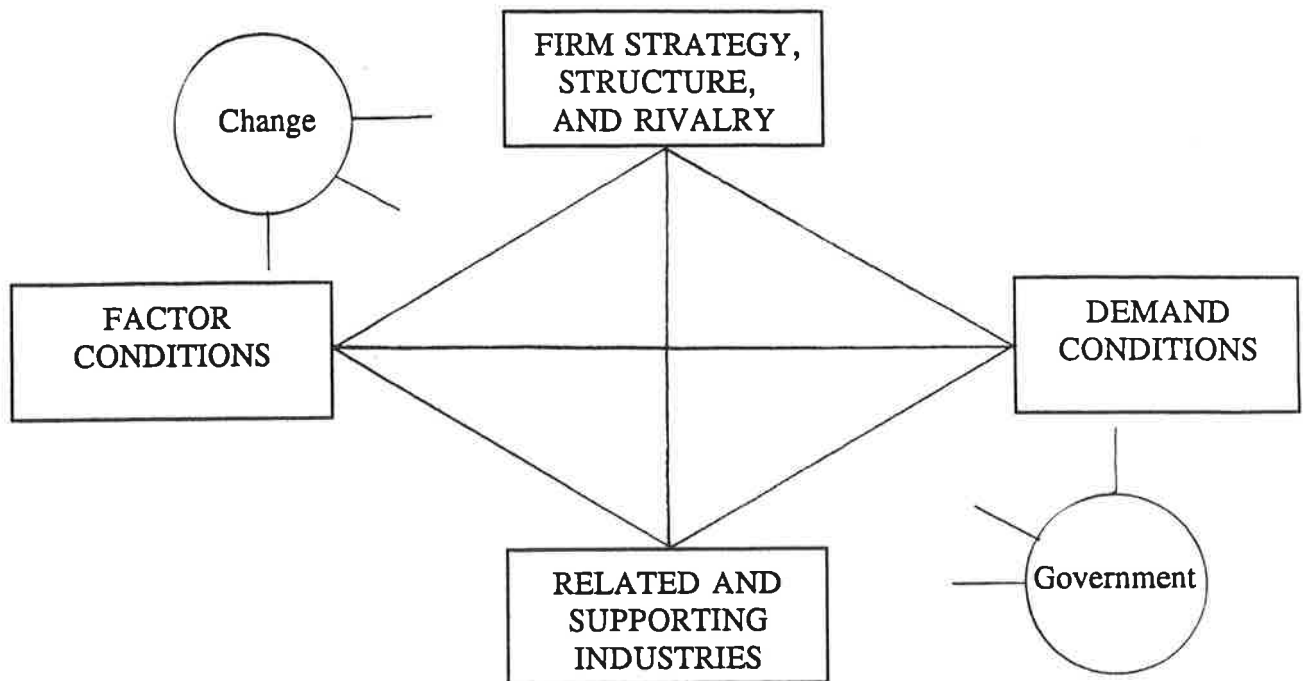 FIRM STRATEGY,
STRUCTURE,
AND RIVALRY
Change
FACTOR
CONDITIONS
DEMAND
CONDITIONS
RELATED AND
SUPPORTING
INDUSTRIES
Government